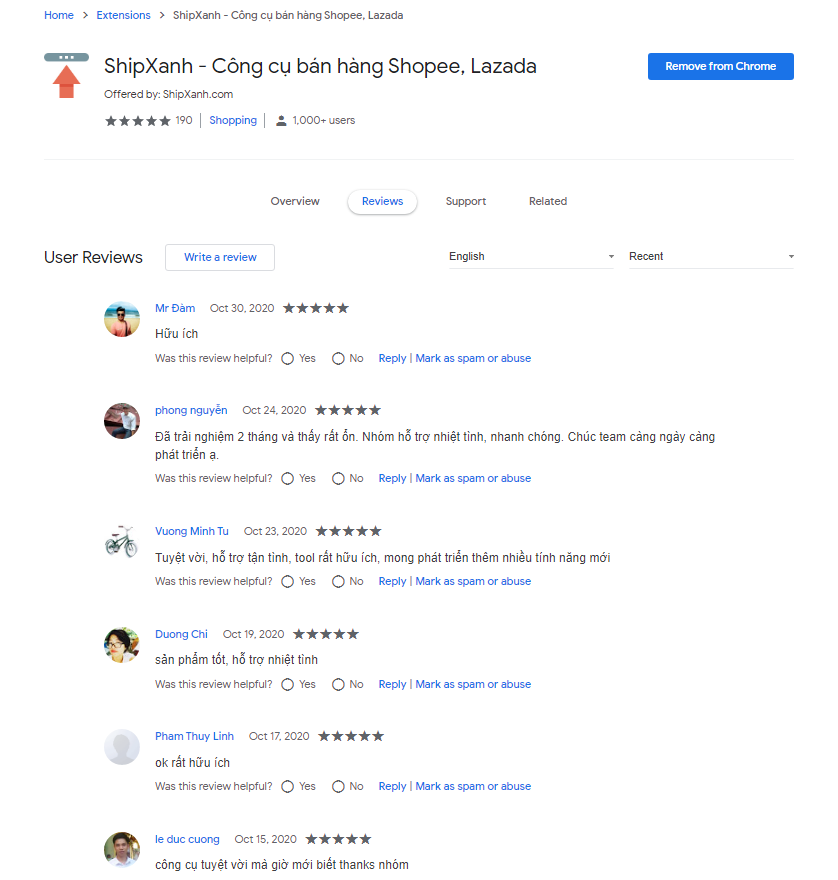 Home > Extensions > ShipXanh - Công cụ bán hàng Shopee, Lazada
ShipXanh - Công cụ bán hàng Shopee, Lazada
Remove from Chrome
Offered by: ShipXanh.com
★★★★★ 190 | Shopping | 1,000+ users
Overview Reviews Support Related
User Reviews Write a review English Recent
Mr Đàm Oct 30, 2020 ★★★★★
Hữu ích
Was this review helpful? Yes No Reply | Mark as spam or abuse
phong nguyễn Oct 24, 2020 ★★★★★
Đã trải nghiệm 2 tháng và thấy rất ổn. Nhóm hỗ trợ nhiệt tình, nhanh chóng. Chúc team càng ngày càng
phát triển ạ.
Was this review helpful? Yes No Reply | Mark as spam or abuse
Vuong Minh Tu Oct 23, 2020 ★★★★★
Tuyệt vời, hỗ trợ tận tình, tool rất hữu ích, mong phát triển thêm nhiều tính năng mới
Was this review helpful? Yes No Reply | Mark as spam or abuse
Duong Chi Oct 19, 2020 ★★★★★
sản phẩm tốt, hỗ trợ nhiệt tình
Was this review helpful? Yes No Reply | Mark as spam or abuse
Pham Thuy Linh Oct 17, 2020 ★★★★★
ok rất hữu ích
Was this review helpful? Yes No Reply | Mark as spam or abuse
le duc cuong Oct 15, 2020 ★★★★★
công cụ tuyệt vời mà giờ mới biết thanks nhóm